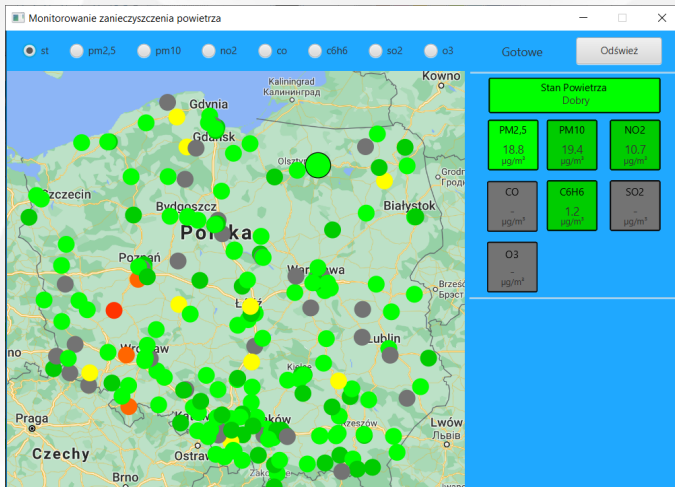 Monitorowanie zanieczyszczenia powietrza
st pm2,5 pm10 no2 co c6h6 so2 o3 Gotowe Odśwież
Stan Powietrza
Dobry
PM2,5 PM10 NO2
18.8 19.4 10.7
µg/m³ µg/m³ µg/m³
CO C6H6 SO2
- 1.2 -
µg/m³ µg/m³ µg/m³
O3
-
µg/m³
Kaliningrad
Калининград
Kowno
Gdynia
Gdańsk
Olsztyn
Szczecin
Białystok
Bydgoszcz
Polska
Poznań
Warszawa
Łódź
Lublin
Wrocław
Kielce
Praga
Kraków
Rzeszów
Lwów
Львів
Czechy
Brno